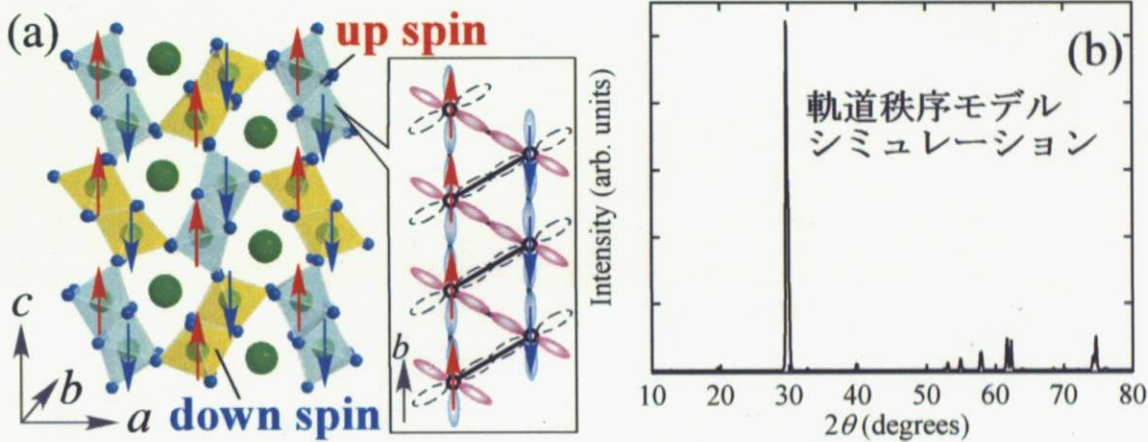 (a)
up spin
down spin
c
b
a
b
(b)
軌道秩序モデル
シミュレーション
Intensity (arb. units)
10 20 30 40 50 60 70 80
2θ (degrees)